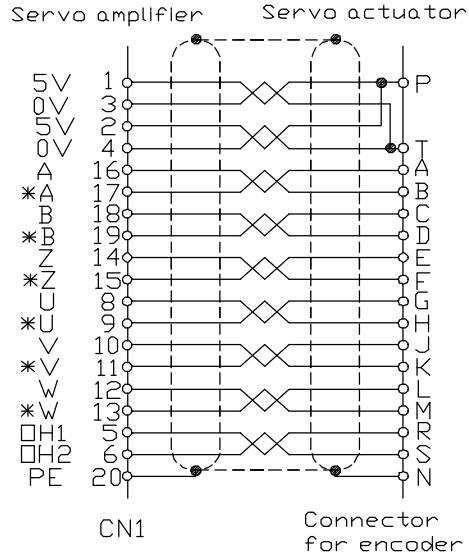 Servo amplifier Servo actuator
5V 1 P
0V 3
5V 2
0V 4 T
A 16 A
*A 17 B
B 18 C
*B 19 D
Z 14 E
*Z 15 F
U 8 G
*U 9 H
V 10 J
*V 11 K
W 12 L
*W 13 M
□H1 5 R
□H2 6 S
PE 20 N
CN1 Connector
for encoder